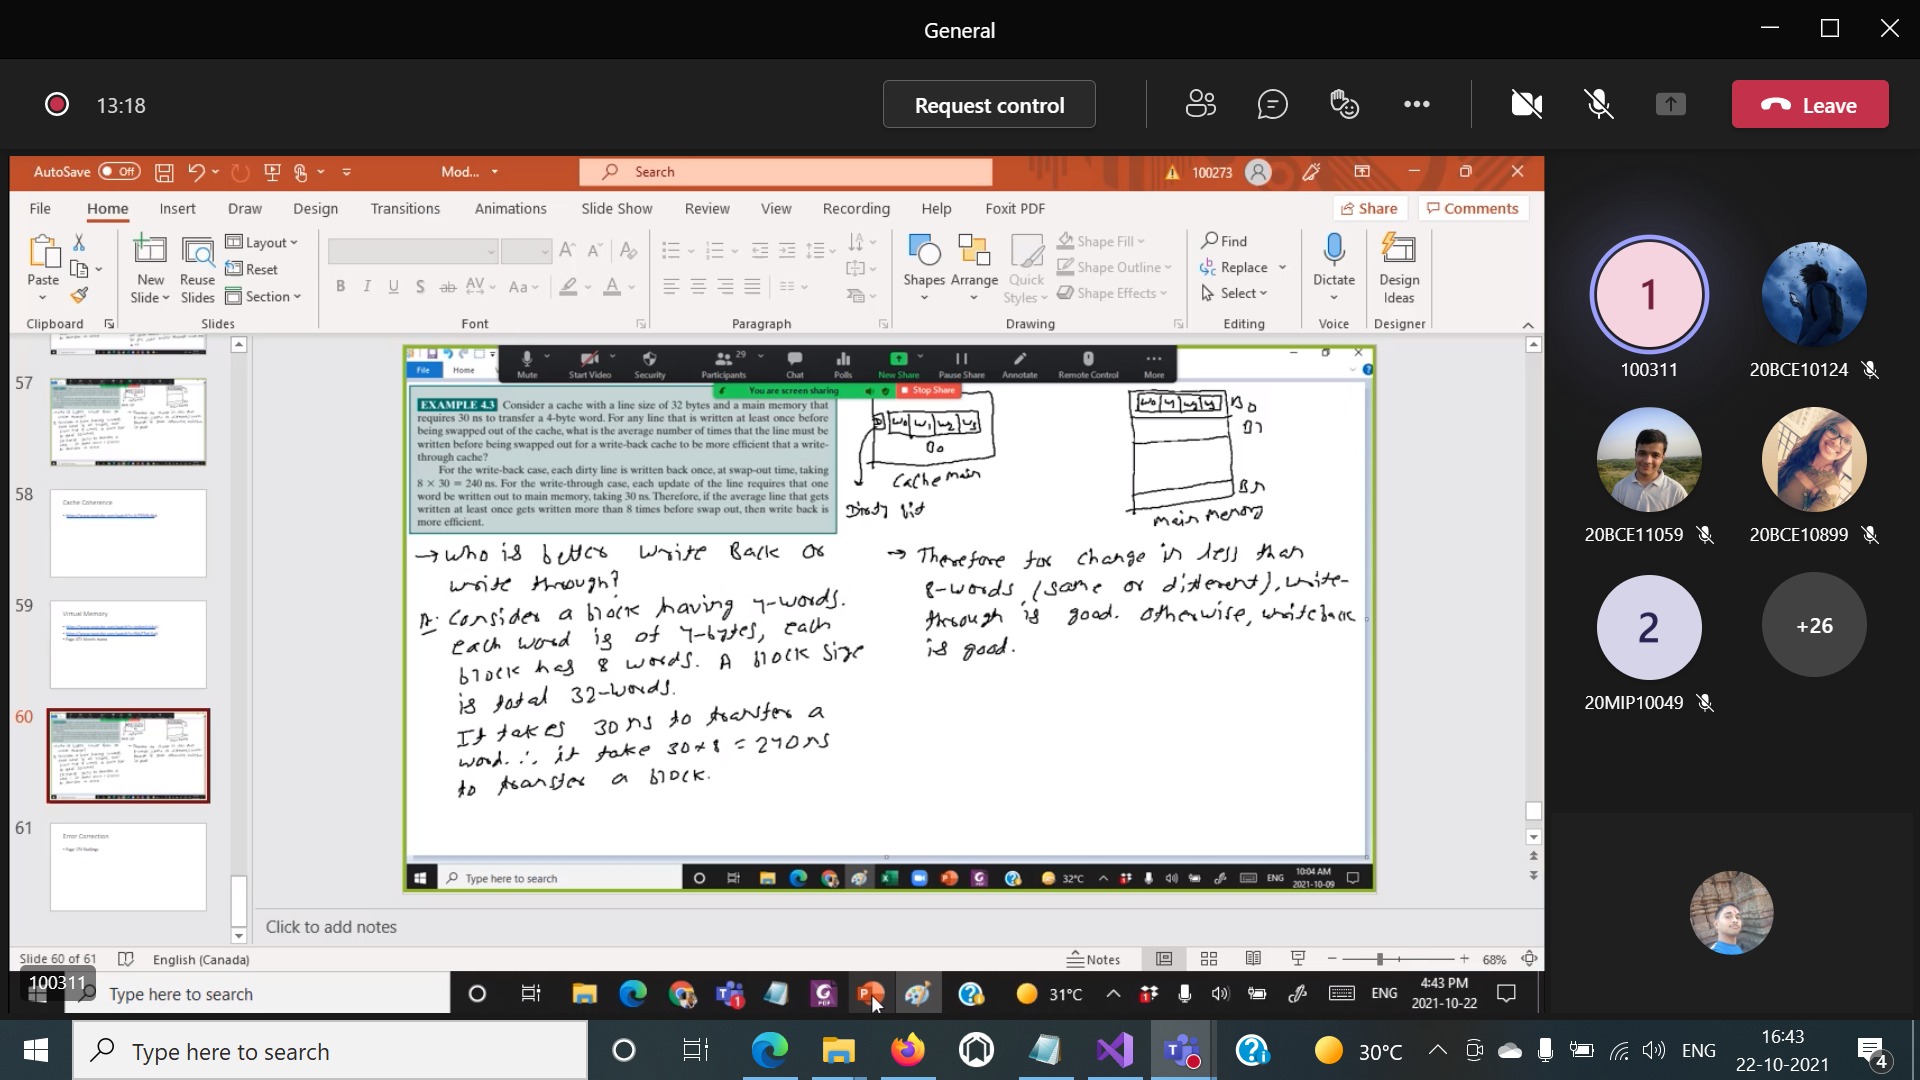 General
13:18
Request control
Leave
AutoSave Off
Mod...
Search
100273
File Home Insert Draw Design Transitions Animations Slide Show Review View Recording Help Foxit PDF
Share Comments
Paste
New Slide
Reuse Slides
Layout
Reset
Section
Shapes Arrange Quick Styles
Shape Fill
Shape Outline
Shape Effects
Find
Replace
Select
Dictate
Design Ideas
Clipboard Slides Font Paragraph Drawing Editing Voice Designer
57
58
Cache Coherence
59
Virtual Memory
60
61
Error Correction
File Home
Mute Start Video Security Participants 29 Chat Polls New Share Pause Share Annotate Remote Control More
You are screen sharing Stop Share
EXAMPLE 4.3 Consider a cache with a line size of 32 bytes and a main memory that
requires 30 ns to transfer a 4-byte word. For any line that is written at least once before
being swapped out of the cache, what is the average number of times that the line must be
written before being swapped out for a write-back cache to be more efficient that a write-
through cache?
For the write-back case, each dirty line is written back once, at swap-out time, taking
8 × 30 = 240 ns. For the write-through case, each update of the line requires that one
word be written out to main memory, taking 30 ns. Therefore, if the average line that gets
written at least once gets written more than 8 times before swap out, then write back is
more efficient.
D W0 W1 W2 W3
B0
Cache main
Dirty bit
B0
B1
Bn
Main Memory
→ Who is better Write Back or
write through?
A: Consider a block having 4-words.
each word is of 4-bytes, each
block has 8 words. A block size
is total 32-words.
It takes 30 ns to transfer a
word. ∴ it take 30*8 = 240 ns
to transfer a block.
→ Therefore for change in less than
8-words (same or different), write-
through is good. otherwise, writeback
is good.
Type here to search
32°C ENG 10:04 AM
2021-10-09
Click to add notes
Slide 60 of 61 English (Canada) Notes 68%
100311
Type here to search
31°C ENG 4:43 PM
2021-10-22
1
100311
20BCE10124
20BCE11059
20BCE10899
2
20MIP10049
+26
Type here to search
30°C ENG 16:43
22-10-2021
4